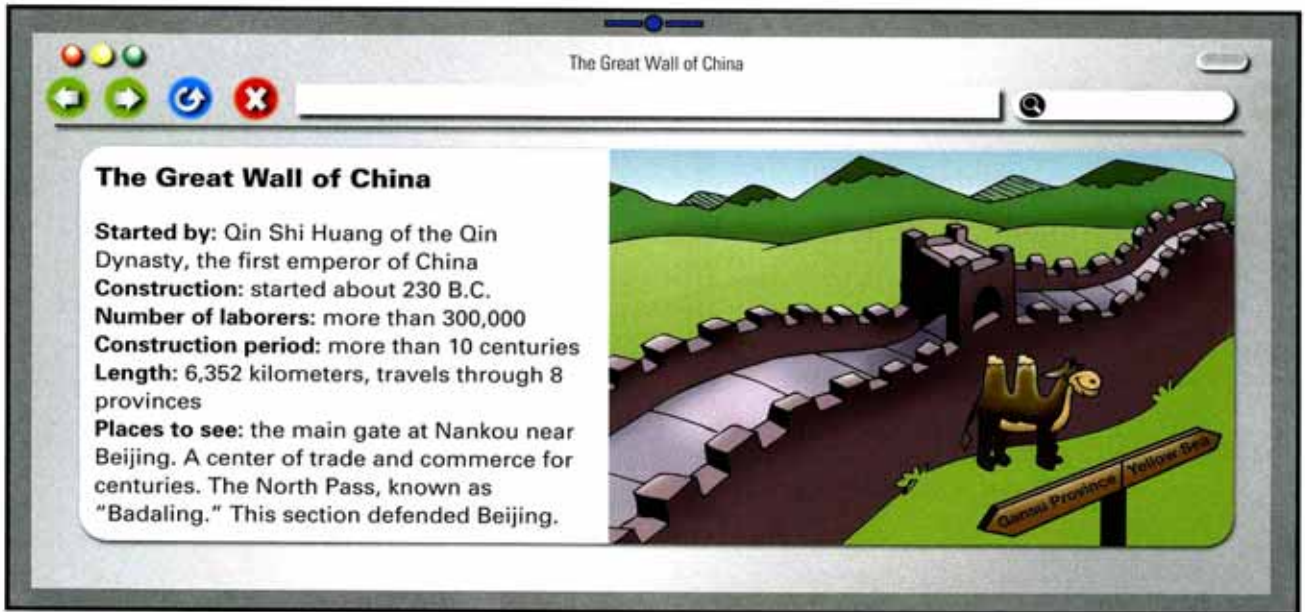 The Great Wall of China
The Great Wall of China
Started by: Qin Shi Huang of the Qin
Dynasty, the first emperor of China
Construction: started about 230 B.C.
Number of laborers: more than 300,000
Construction period: more than 10 centuries
Length: 6,352 kilometers, travels through 8
provinces
Places to see: the main gate at Nankou near
Beijing. A center of trade and commerce for
centuries. The North Pass, known as
"Badaling." This section defended Beijing.
Gansu Province
Yellow Sea